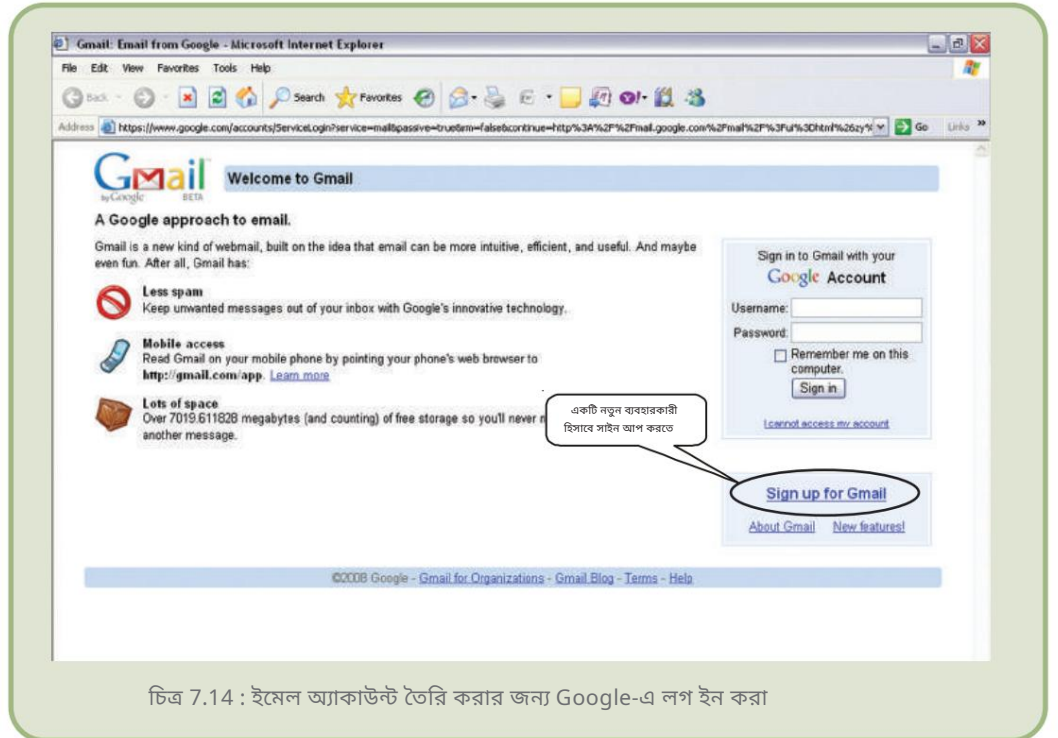 Gmail: Email from Google - Microsoft Internet Explorer
File Edit View Favorites Tools Help
Back Search Favorites
Address https://www.google.com/accounts/ServiceLogin?service=mail&passive=true&rm=false&continue=http%3A%2F%2Fmail.google.com%2Fmail%2F%3Fui%3Dhtml%26zy% Go Links »
Gmail by Google BETA
Welcome to Gmail
A Google approach to email.
Gmail is a new kind of webmail, built on the idea that email can be more intuitive, efficient, and useful. And maybe
even fun. After all, Gmail has:
Less spam
Keep unwanted messages out of your inbox with Google's innovative technology.
Mobile access
Read Gmail on your mobile phone by pointing your phone's web browser to
http://gmail.com/app. Learn more
Lots of space
Over 7019.611828 megabytes (and counting) of free storage so you'll never n
another message.
Sign in to Gmail with your
Google Account
Username:
Password:
Remember me on this
computer.
Sign in
I cannot access my account
একটি নতুন ব্যবহারকারী
হিসাবে সাইন আপ করতে
Sign up for Gmail
About Gmail New features!
©2008 Google - Gmail for Organizations - Gmail Blog - Terms - Help
চিত্র 7.14 : ইমেল অ্যাকাউন্ট তৈরি করার জন্য Google-এ লগ ইন করা